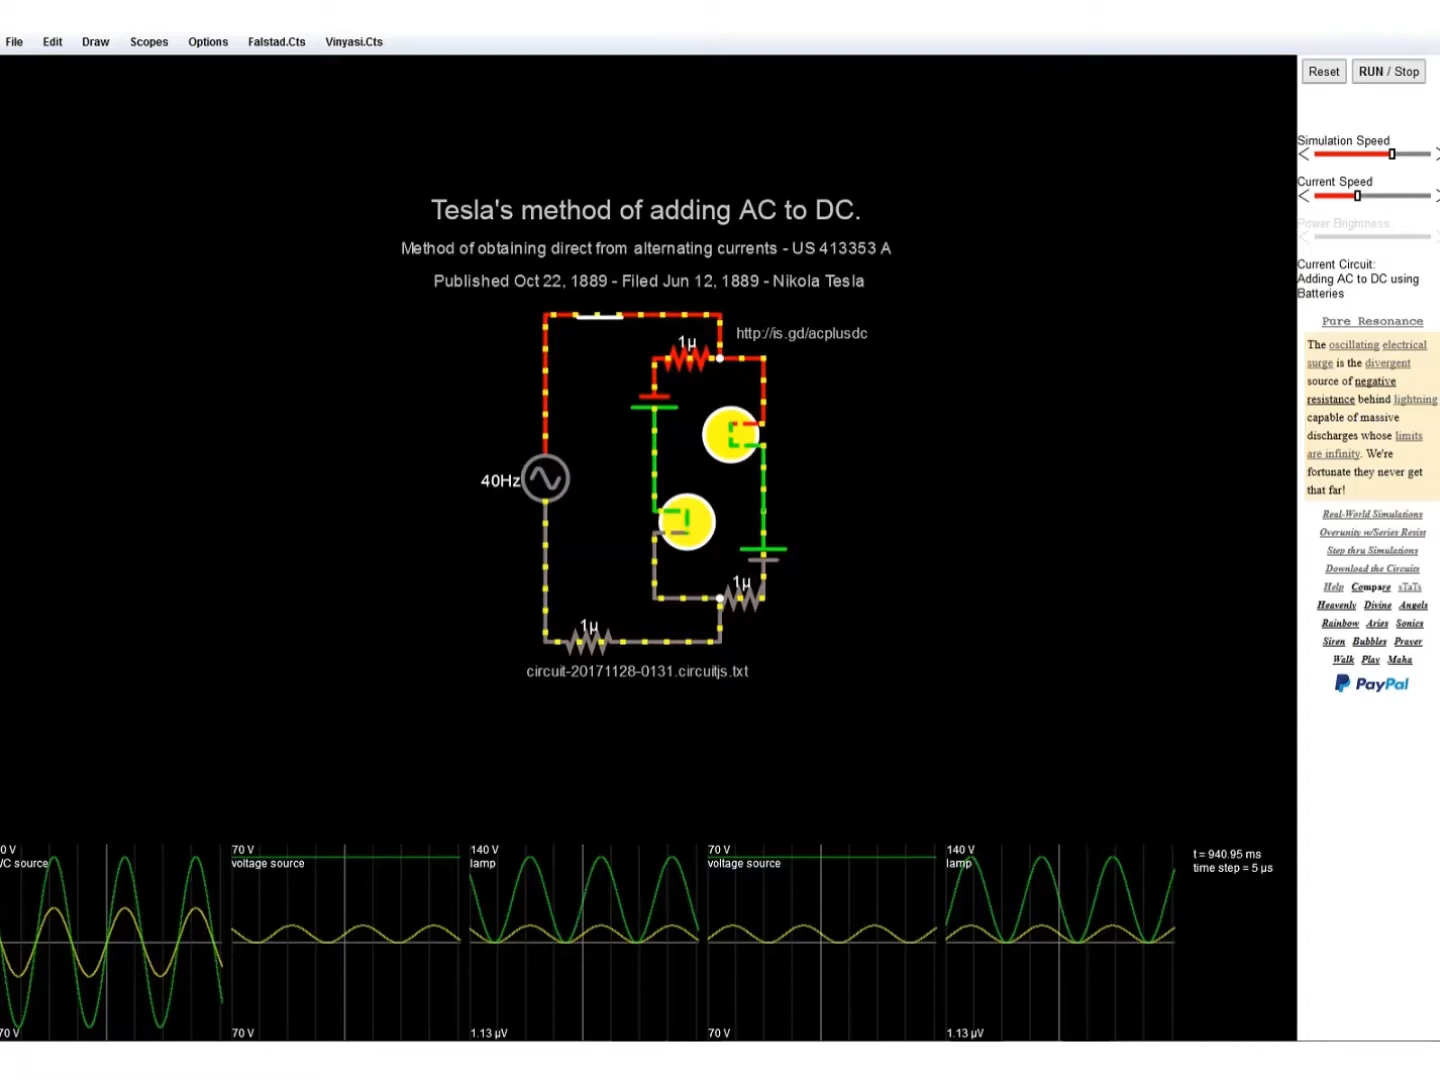 File Edit Draw Scopes Options Falstad.Cts Vinyasi.Cts
Reset RUN / Stop
Simulation Speed
Current Speed
Power Brightness
Current Circuit:
Adding AC to DC using
Batteries
Pure Resonance
The oscillating electrical
surge is the divergent
source of negative
resistance behind lightning
capable of massive
discharges whose limits
are infinity. We're
fortunate they never get
that far!
Real-World Simulations
Overunity w/Series Resist
Step thru Simulations
Download the Circuits
Help Compare sTaTs
Heavenly Divine Angels
Rainbow Aries Sonics
Siren Bubbles Prayer
Walk Play Maha
PayPal
Tesla's method of adding AC to DC.
Method of obtaining direct from alternating currents - US 413353 A
Published Oct 22, 1889 - Filed Jun 12, 1889 - Nikola Tesla
http://is.gd/acplusdc
1μ
40Hz
1μ
1μ
circuit-20171128-0131.circuitjs.txt
0 V
source
70 V
voltage source
140 V
lamp
70 V
voltage source
140 V
lamp
t = 940.95 ms
time step = 5 μs
70 V
70 V
1.13 μV
70 V
1.13 μV